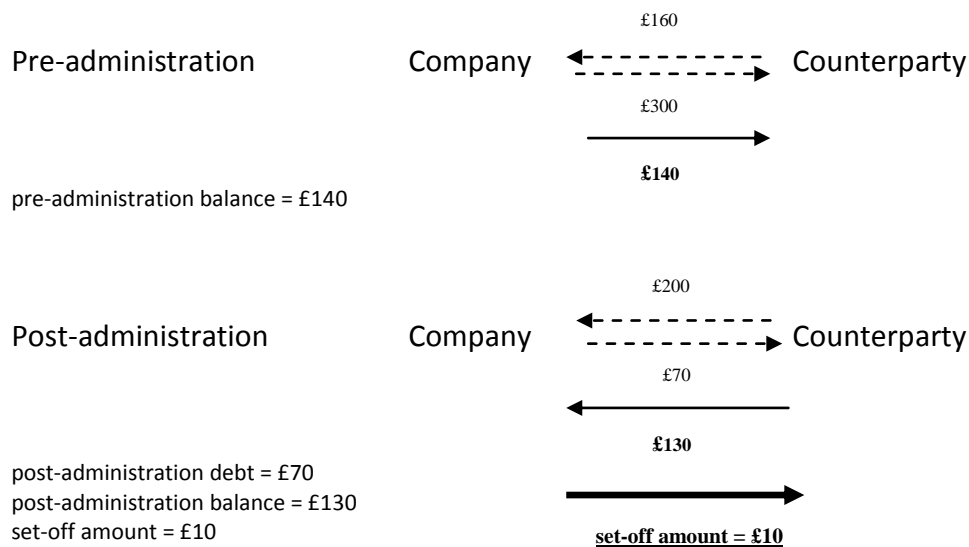 £160
Pre-administration Company Counterparty
£300
£140
pre-administration balance = £140
£200
Post-administration Company Counterparty
£70
£130
post-administration debt = £70
post-administration balance = £130
set-off amount = £10 set-off amount = £10